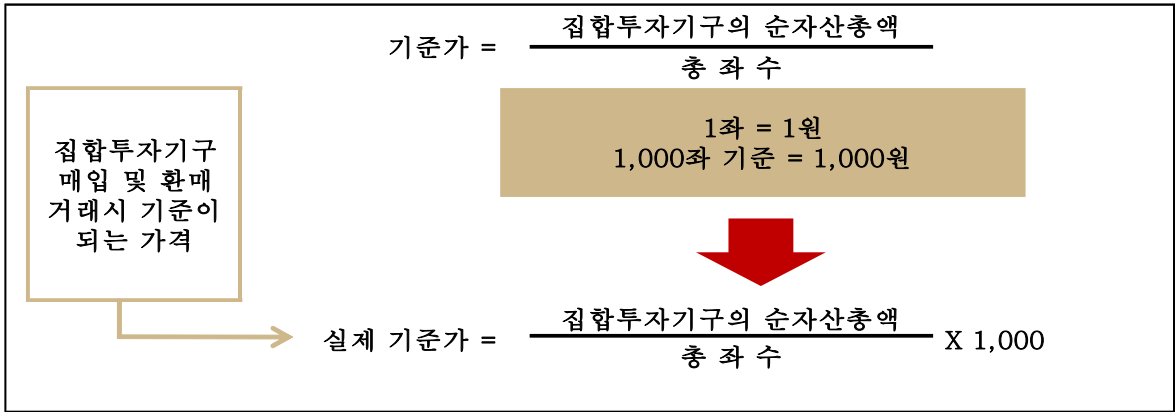 집합투자기구의 순자산총액
기준가 =
총 좌 수
1좌 = 1원
1,000좌 기준 = 1,000원
집합투자기구
매입 및 환매
거래시 기준이
되는 가격
집합투자기구의 순자산총액
실제 기준가 =
X 1,000
총 좌 수